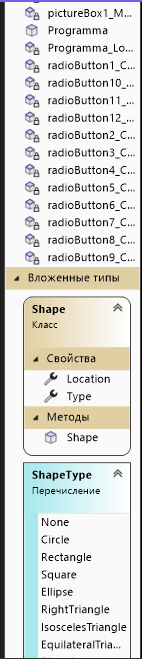 pictureBox1_M...
Programma
Programma_Lo...
radioButton1_C...
radioButton10_...
radioButton11_...
radioButton12_...
radioButton2_C...
radioButton3_C...
radioButton4_C...
radioButton5_C...
radioButton6_C...
radioButton7_C...
radioButton8_C...
radioButton9_C...
Вложенные типы
Shape
Класс
Свойства
Location
Type
Методы
Shape
ShapeType
Перечисление
None
Circle
Rectangle
Square
Ellipse
RightTriangle
IsoscelesTriangle
EquilateralTria...